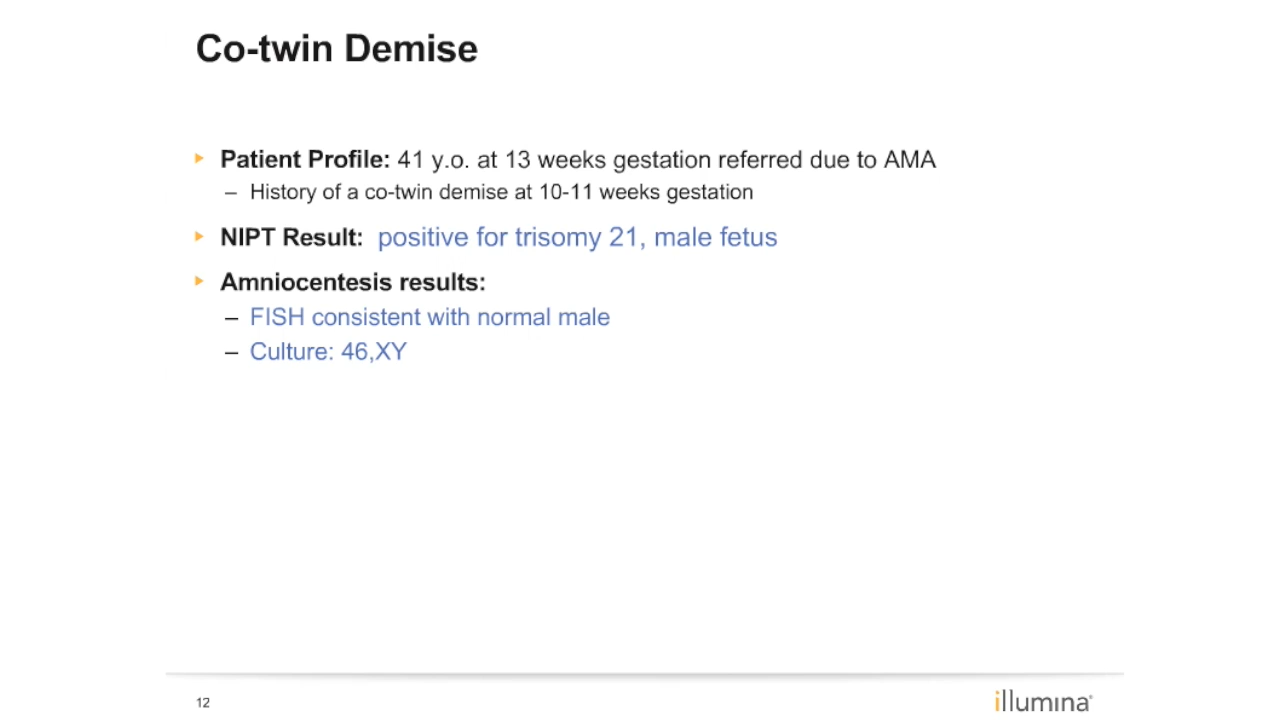 Co-twin Demise
Patient Profile: 41 y.o. at 13 weeks gestation referred due to AMA
– History of a co-twin demise at 10-11 weeks gestation
NIPT Result: positive for trisomy 21, male fetus
Amniocentesis results:
– FISH consistent with normal male
– Culture: 46,XY
12
illumina®